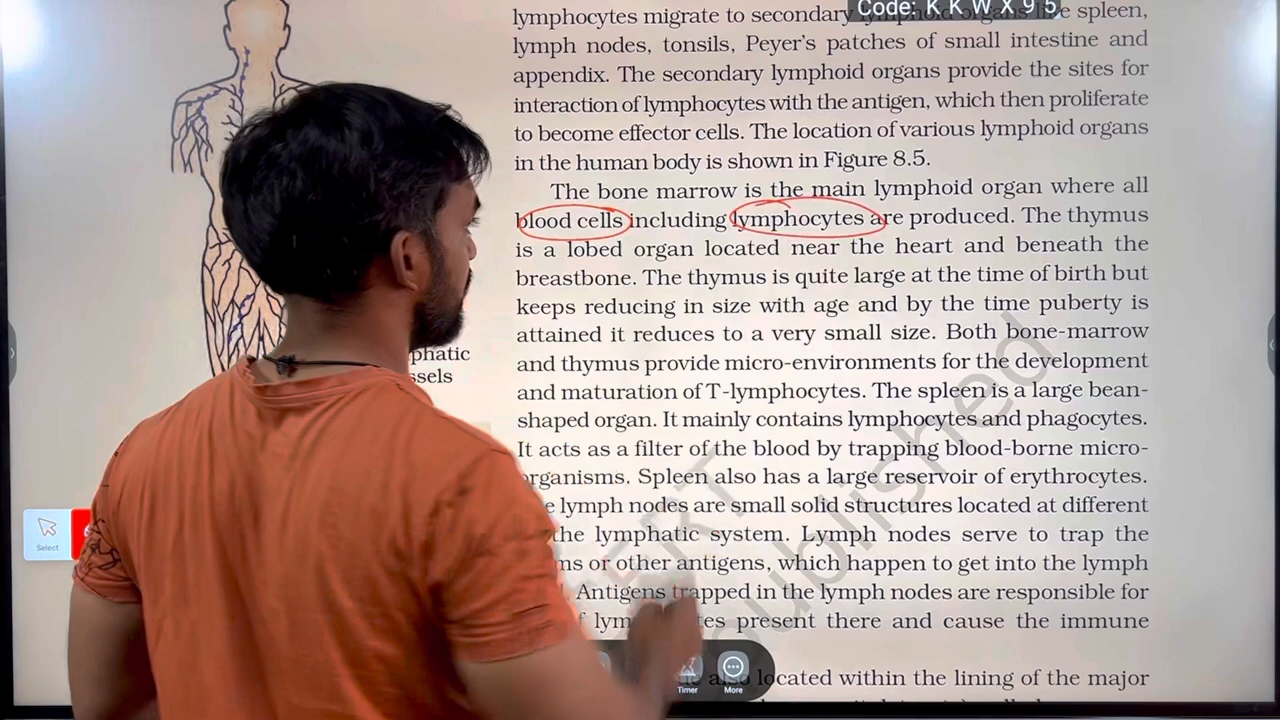 Code: K K W X 9 5
lymphocytes migrate to secondary lymphoid organs like spleen,
lymph nodes, tonsils, Peyer's patches of small intestine and
appendix. The secondary lymphoid organs provide the sites for
interaction of lymphocytes with the antigen, which then proliferate
to become effector cells. The location of various lymphoid organs
in the human body is shown in Figure 8.5.
The bone marrow is the main lymphoid organ where all
blood cells including lymphocytes are produced. The thymus
is a lobed organ located near the heart and beneath the
breastbone. The thymus is quite large at the time of birth but
keeps reducing in size with age and by the time puberty is
attained it reduces to a very small size. Both bone-marrow
and thymus provide micro-environments for the development
and maturation of T-lymphocytes. The spleen is a large bean-
shaped organ. It mainly contains lymphocytes and phagocytes.
It acts as a filter of the blood by trapping blood-borne micro-
organisms. Spleen also has a large reservoir of erythrocytes.
lymph nodes are small solid structures located at different
the lymphatic system. Lymph nodes serve to trap the
or other antigens, which happen to get into the lymph
Antigens trapped in the lymph nodes are responsible for
present there and cause the immune
also located within the lining of the major
phatic
ssels
Select
Timer
More
published